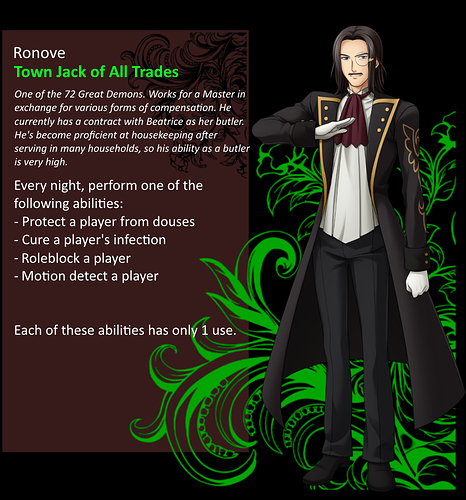 Ronove
Town Jack of All Trades
One of the 72 Great Demons. Works for a Master in
exchange for various forms of compensation. He
currently has a contract with Beatrice as her butler.
He's become proficient at housekeeping after
serving in many households, so his ability as a butler
is very high.
Every night, perform one of the
following abilities:
- Protect a player from douses
- Cure a player's infection
- Roleblock a player
- Motion detect a player
Each of these abilities has only 1 use.